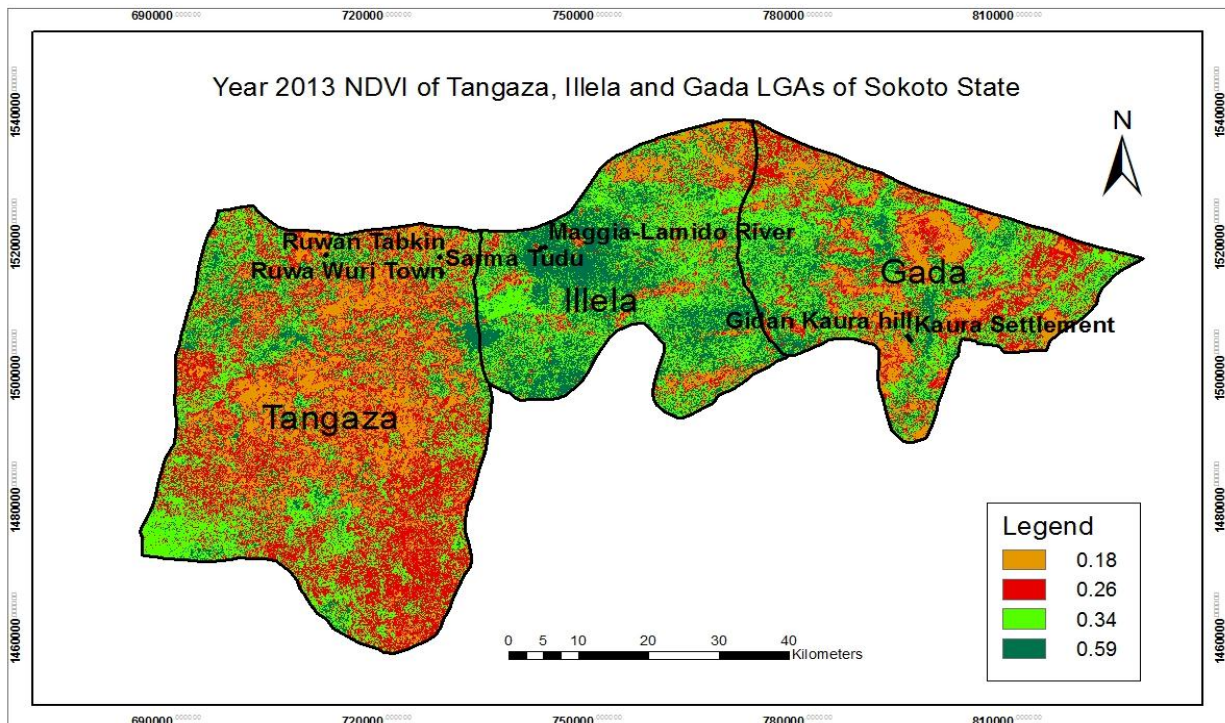 690000 720000 750000 780000 810000
Year 2013 NDVI of Tangaza, Illela and Gada LGAs of Sokoto State
N
1540000 1540000
Ruwan Tabkin
Maggia-Lamido River
1520000 1520000
Ruwa Wuri Town
Sarma Tudu
Gada
Illela
Gidan Kaura hill
Kaura Settlement
1500000 1500000
Tangaza
1480000 1480000
Legend
0.18
0.26
0.34
0.59
1460000 1460000
0 5 10 20 30 40
Kilometers
690000 720000 750000 780000 810000